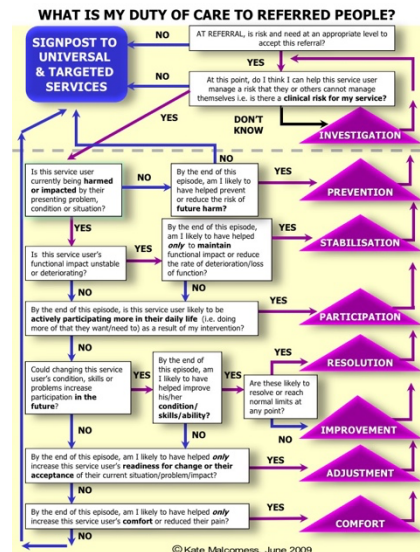 WHAT IS MY DUTY OF CARE TO REFERRED PEOPLE?
SIGNPOST TO
UNIVERSAL
& TARGETED
SERVICES
NO
AT REFERRAL, is risk and need at an appropriate level to
accept this referral?
YES
NO
At this point, do I think I can help this service user
manage a risk that they or others cannot manage
themselves i.e. is there a clinical risk for my service?
YES
DON'T
KNOW
INVESTIGATION
NO
Is this service user
currently being harmed
or impacted by their
presenting problem,
condition or situation?
NO
By the end of this
episode, am I likely to
have helped prevent
or reduce the risk of
future harm?
YES
PREVENTION
YES
Is this service user's
functional impact unstable
or deteriorating?
YES
By the end of this episode,
am I likely to have helped
only to maintain
functional impact or reduce
the rate of deterioration/loss
of function?
YES
STABILISATION
NO
NO
By the end of this episode, is this service user likely to be
actively participating more in their daily life (i.e. doing
more of that they want/need to) as a result of my intervention?
YES
PARTICIPATION
NO
Could changing this service
user's condition, skills or
problems increase
participation in the
future?
YES
By the end of this
episode, am I likely
to have helped
improve his/her
condition/
skills/ability?
YES
Are these likely to
resolve or reach
normal limits at
any point?
YES
RESOLUTION
NO
IMPROVEMENT
NO
NO
By the end of this episode, am I likely to have helped only
increase this service user's readiness for change or their
acceptance of their current situation/problem/impact?
YES
ADJUSTMENT
NO
By the end of this episode, am I likely to have helped only
increase this service user's comfort or reduced their pain?
YES
COMFORT
NO
© Kate Malcomess, June 2009